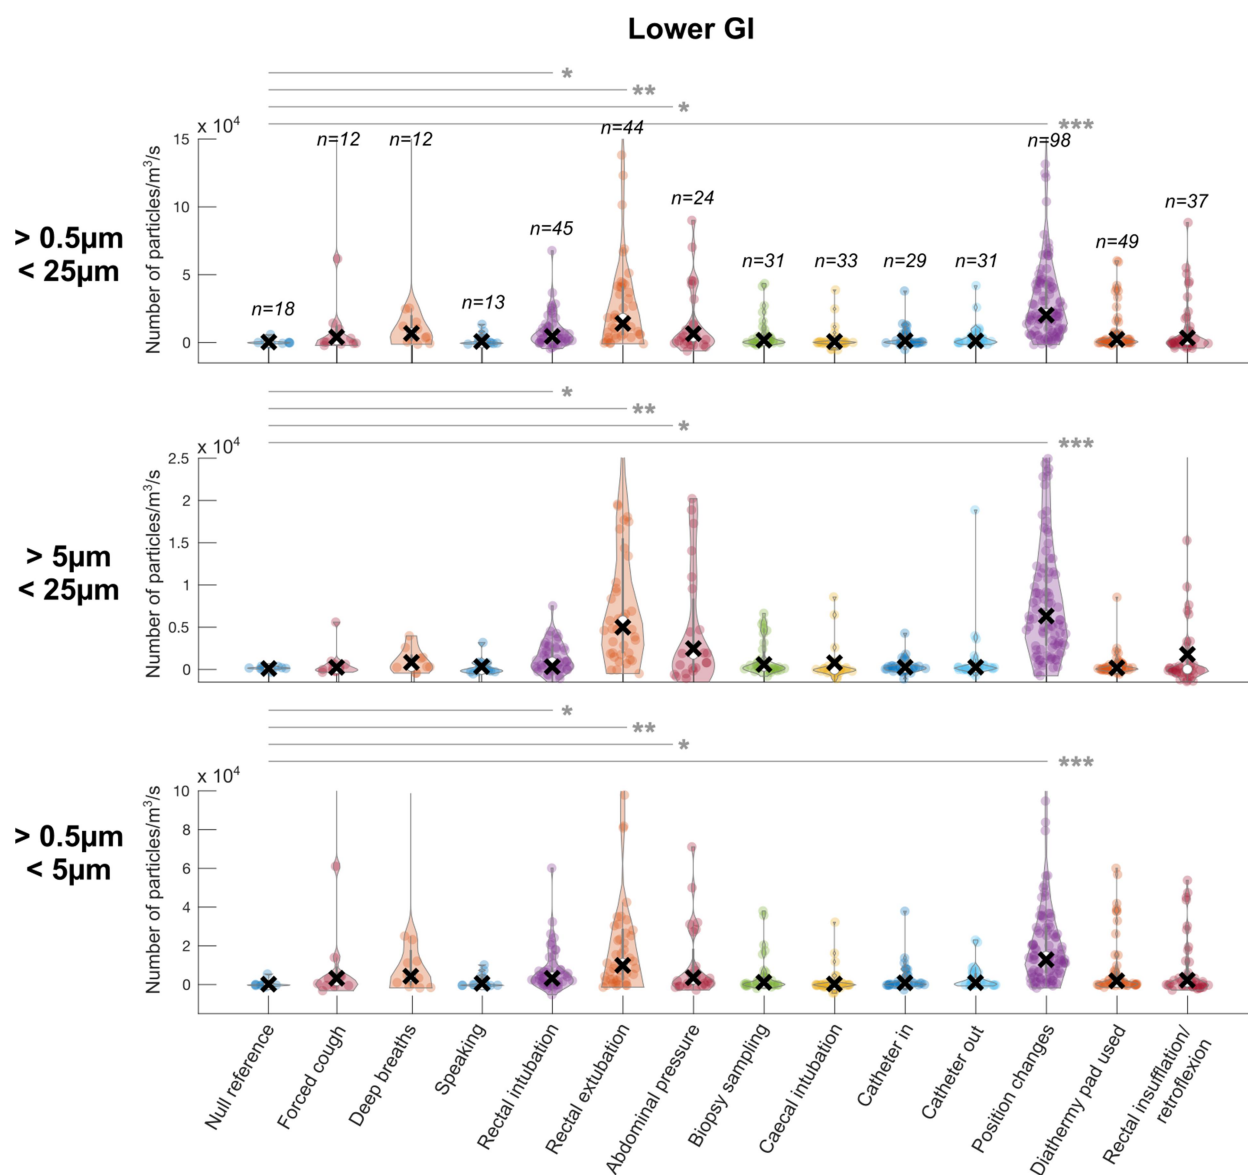 Lower GI
*
**
*
***
x 10⁴
n=12
n=12
n=44
n=98
n=18
n=13
n=45
n=24
n=31
n=33
n=29
n=31
n=49
n=37
15
10
5
0
Number of particles/m³/s
> 0.5µm
< 25µm
*
**
*
***
x 10⁴
2.5
2
1.5
1
0.5
0
Number of particles/m³/s
> 5µm
< 25µm
*
**
*
***
x 10⁴
10
8
6
4
2
0
Number of particles/m³/s
> 0.5µm
< 5µm
Null reference
Forced cough
Deep breaths
Speaking
Rectal intubation
Rectal extubation
Abdominal pressure
Biopsy sampling
Caecal intubation
Catheter in
Catheter out
Position changes
Diathermy pad used
Rectal insufflation/
retroflexion